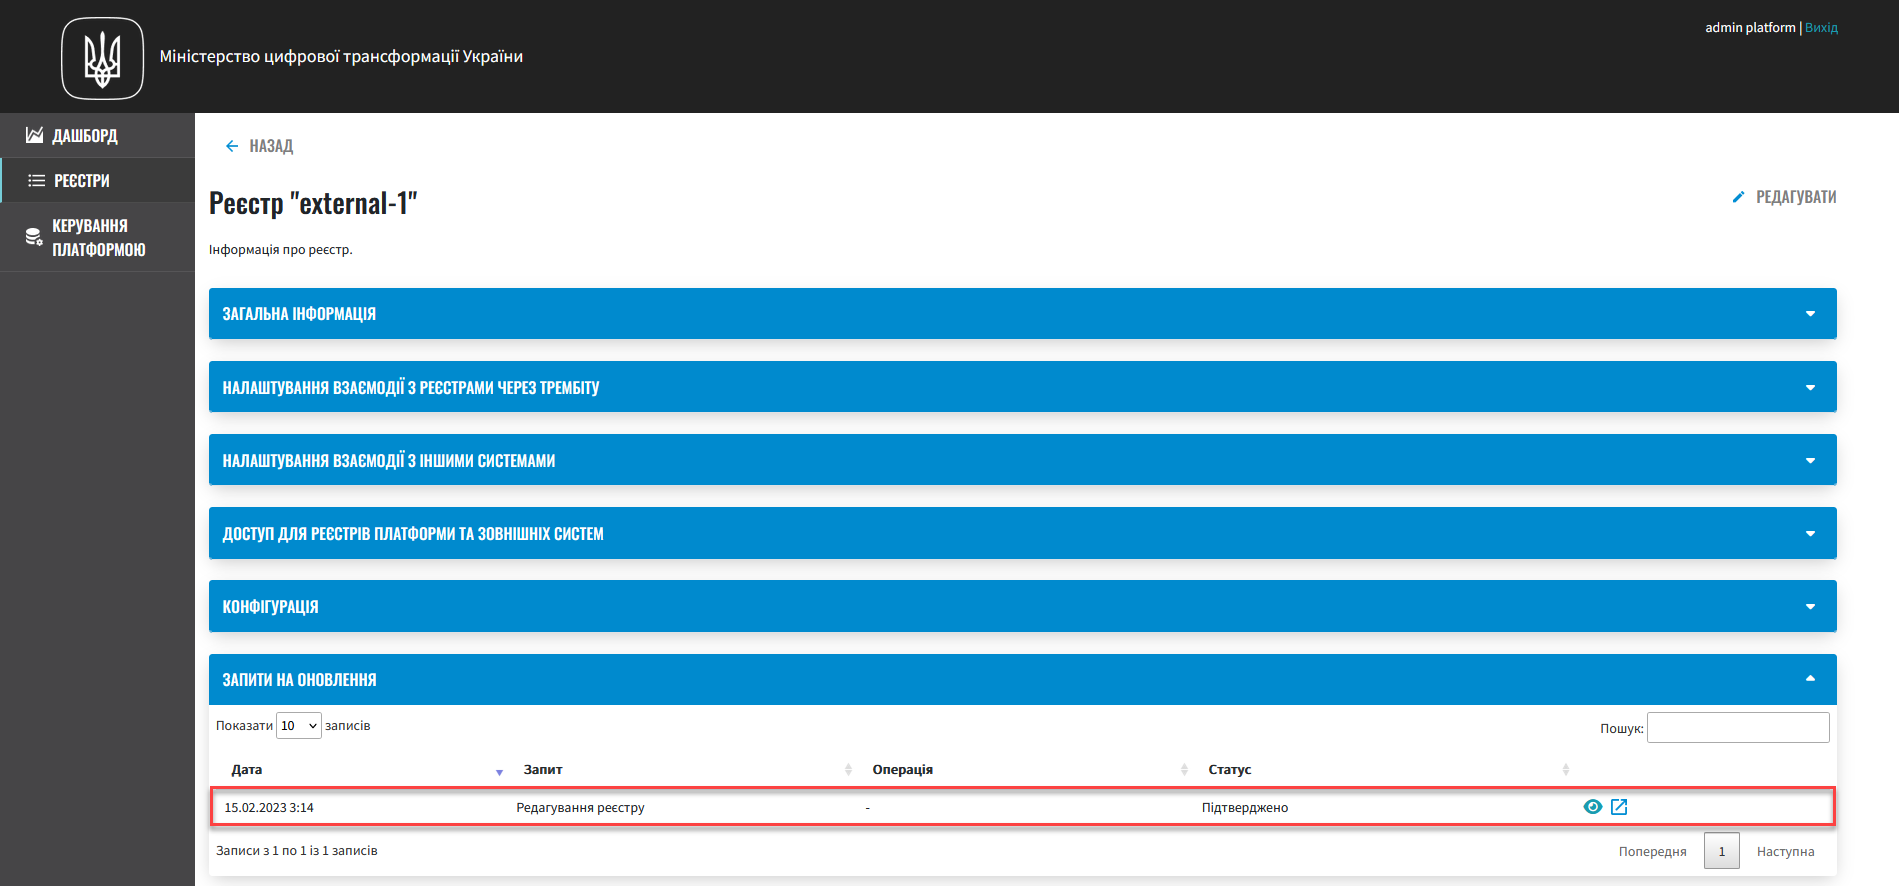 Міністерство цифрової трансформації України
admin platform | Вихід
ДАШБОРД
РЕЄСТРИ
КЕРУВАННЯ
ПЛАТФОРМОЮ
НАЗАД
Реєстр "external-1"
РЕДАГУВАТИ
Інформація про реєстр.
ЗАГАЛЬНА ІНФОРМАЦІЯ
НАЛАШТУВАННЯ ВЗАЄМОДІЇ З РЕЄСТРАМИ ЧЕРЕЗ ТРЕМБІТУ
НАЛАШТУВАННЯ ВЗАЄМОДІЇ З ІНШИМИ СИСТЕМАМИ
ДОСТУП ДЛЯ РЕЄСТРІВ ПЛАТФОРМИ ТА ЗОВНІШНІХ СИСТЕМ
КОНФІГУРАЦІЯ
ЗАПИТИ НА ОНОВЛЕННЯ
Показати 10 записів
Пошук:
Дата Запит Операція Статус
15.02.2023 3:14 Редагування реєстру - Підтверджено
Записи з 1 по 1 із 1 записів
Попередня 1 Наступна